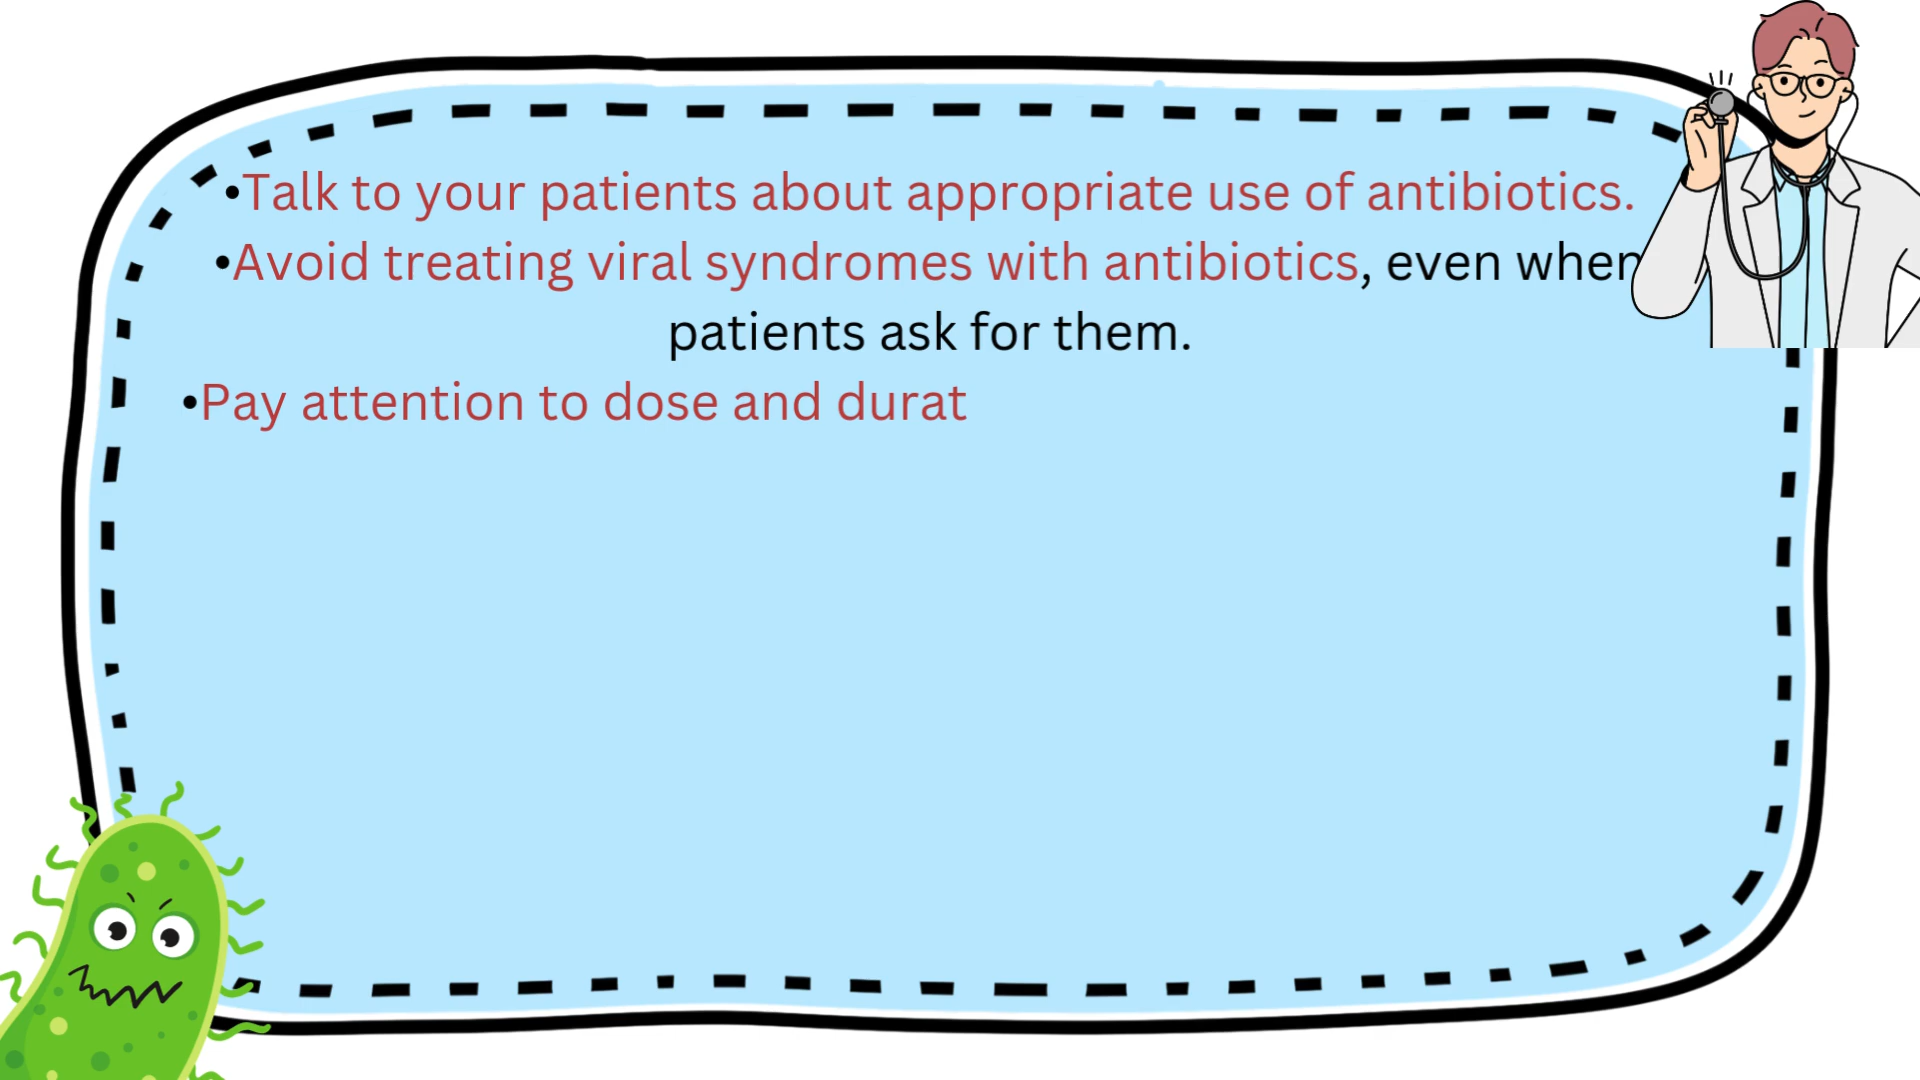 •Talk to your patients about appropriate use of antibiotics.
•Avoid treating viral syndromes with antibiotics, even when
patients ask for them.
•Pay attention to dose and durat